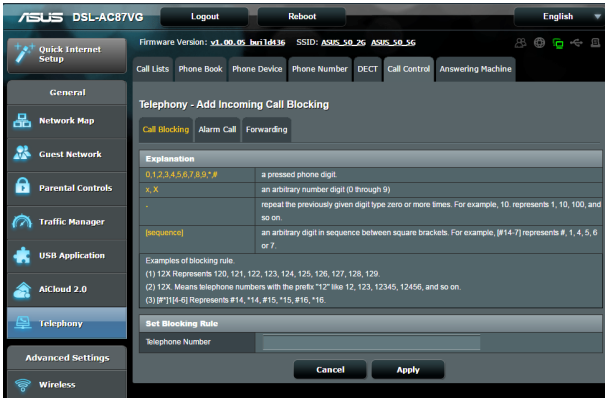 ASUS DSL-AC87VG Logout Reboot English
Quick Internet Setup
General
Network Map
Guest Network
Parental Controls
Traffic Manager
USB Application
AiCloud 2.0
Telephony
Advanced Settings
Wireless
Firmware Version: v1.00.05_build436 SSID: ASUS_50_2G ASUS_50_5G
Call Lists Phone Book Phone Device Phone Number DECT Call Control Answering Machine
Telephony - Add Incoming Call Blocking
Call Blocking Alarm Call Forwarding
Explanation
0,1,2,3,4,5,6,7,8,9,*,# a pressed phone digit.
x, X an arbitrary number digit (0 through 9)
. repeat the previously given digit type zero or more times. For example, 10. represents 1, 10, 100, and
so on.
[sequence] an arbitrary digit in sequence between square brackets. For example, [#14-7] represents #, 1, 4, 5, 6
or 7.
Examples of blocking rule.
(1) 12X Represents 120, 121, 122, 123, 124, 125, 126, 127, 128, 129.
(2) 12X. Means telephone numbers with the prefix "12" like 12, 123, 12345, 12456, and so on.
(3) [#*]1[4-6] Represents #14, *14, #15, *15, #16, *16.
Set Blocking Rule
Telephone Number
Cancel Apply